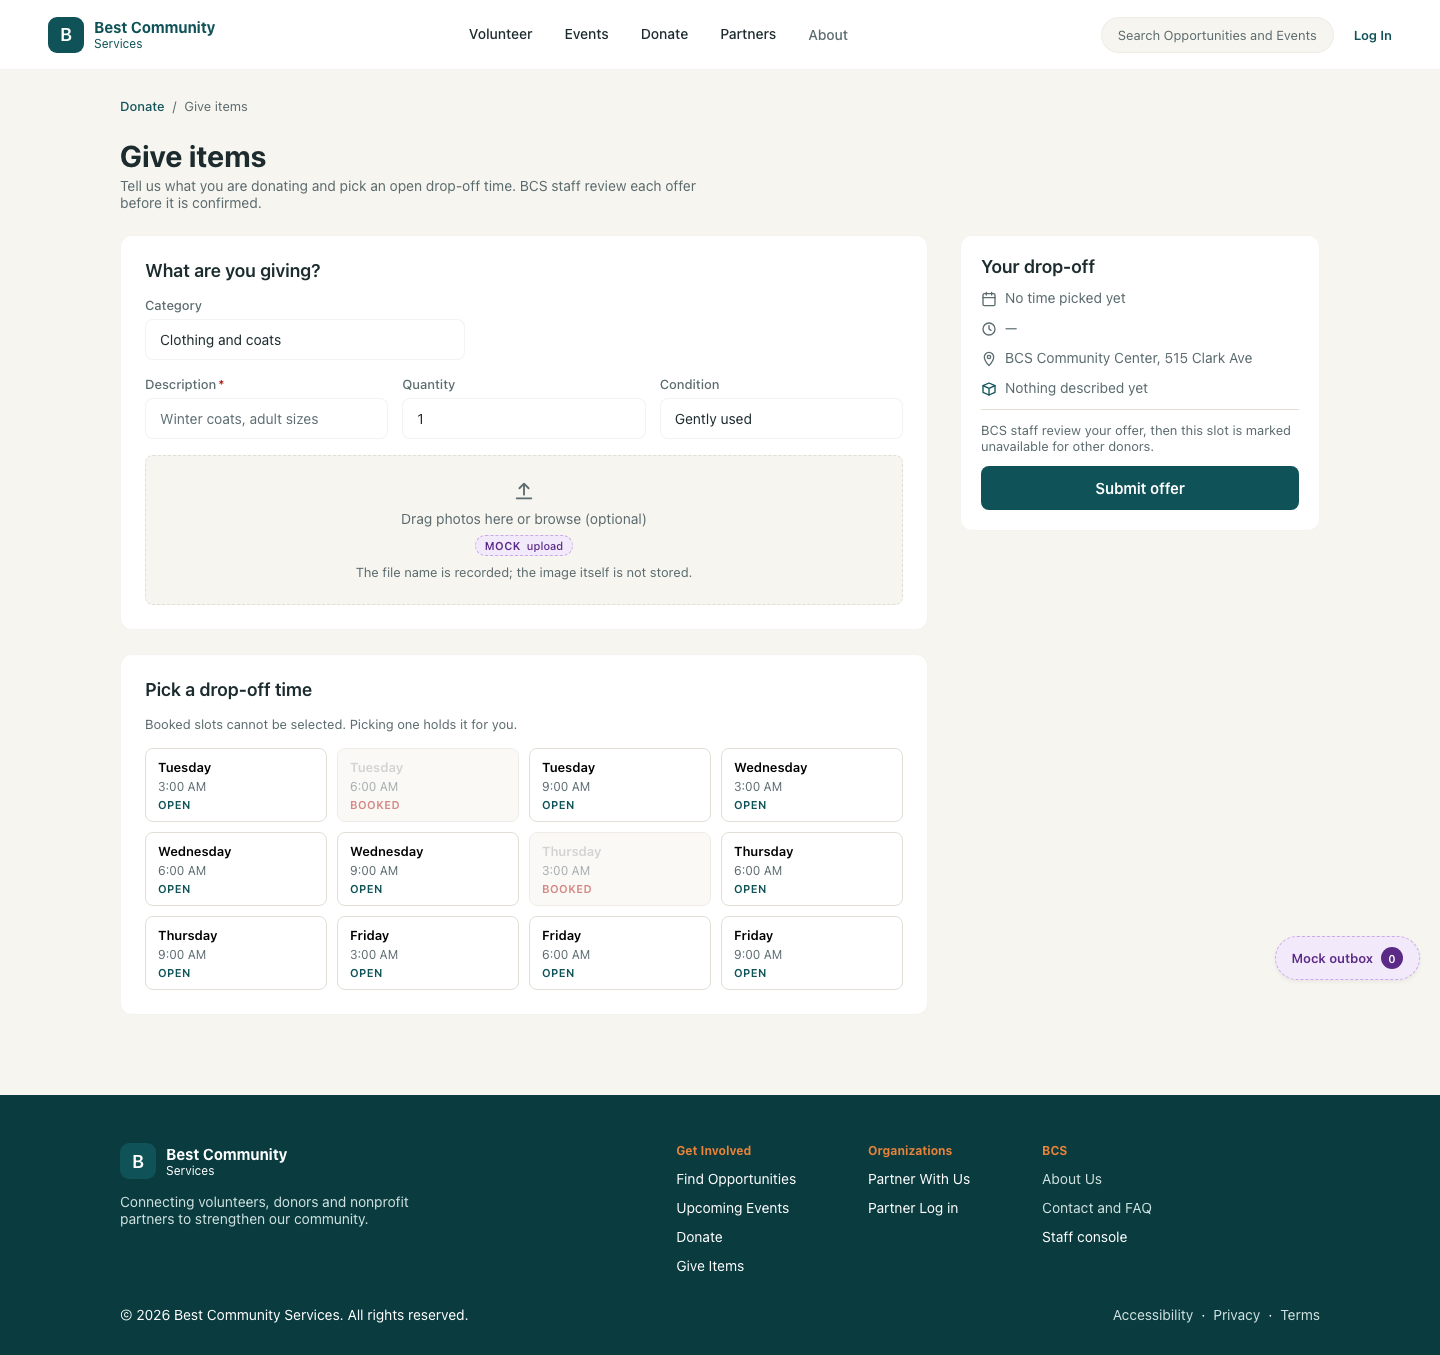 B
Best Community
Services
Volunteer
Events
Donate
Partners
About
Search Opportunities and Events
Log In
Donate / Give items
Give items
Tell us what you are donating and pick an open drop-off time. BCS staff review each offer
before it is confirmed.
What are you giving?
Category
Clothing and coats
Description*
Quantity
Condition
Winter coats, adult sizes
1
Gently used
Drag photos here or browse (optional)
MOCK upload
The file name is recorded; the image itself is not stored.
Your drop-off
No time picked yet
—
BCS Community Center, 515 Clark Ave
Nothing described yet
BCS staff review your offer, then this slot is marked
unavailable for other donors.
Submit offer
Pick a drop-off time
Booked slots cannot be selected. Picking one holds it for you.
Tuesday
3:00 AM
OPEN
Tuesday
6:00 AM
BOOKED
Tuesday
9:00 AM
OPEN
Wednesday
3:00 AM
OPEN
Wednesday
6:00 AM
OPEN
Wednesday
9:00 AM
OPEN
Thursday
3:00 AM
BOOKED
Thursday
6:00 AM
OPEN
Thursday
9:00 AM
OPEN
Friday
3:00 AM
OPEN
Friday
6:00 AM
OPEN
Friday
9:00 AM
OPEN
Mock outbox 0
B
Best Community
Services
Connecting volunteers, donors and nonprofit
partners to strengthen our community.
Get Involved
Find Opportunities
Upcoming Events
Donate
Give Items
Organizations
Partner With Us
Partner Log in
BCS
About Us
Contact and FAQ
Staff console
© 2026 Best Community Services. All rights reserved.
Accessibility · Privacy · Terms